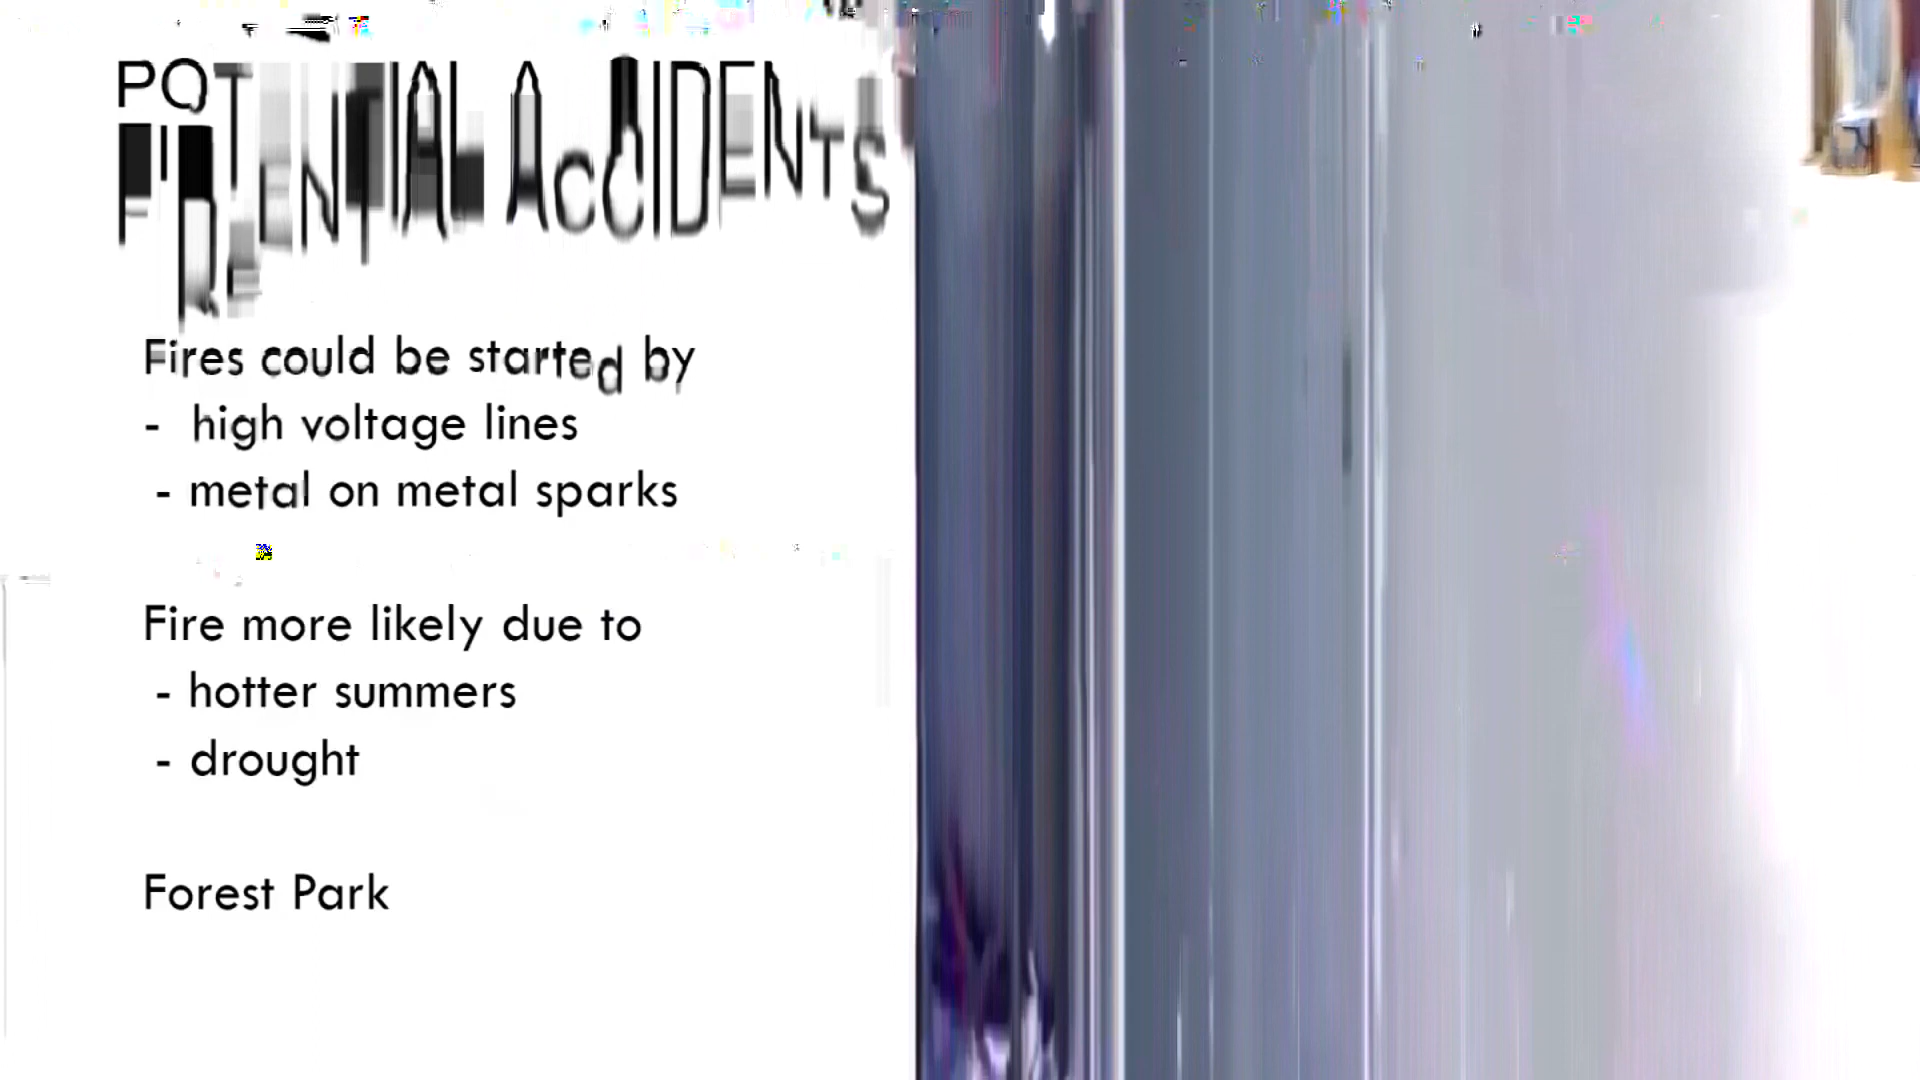 POTENTIAL ACCIDENTS
FIRE
Fires could be started by
- high voltage lines
- metal on metal sparks
Fire more likely due to
- hotter summers
- drought
Forest Park